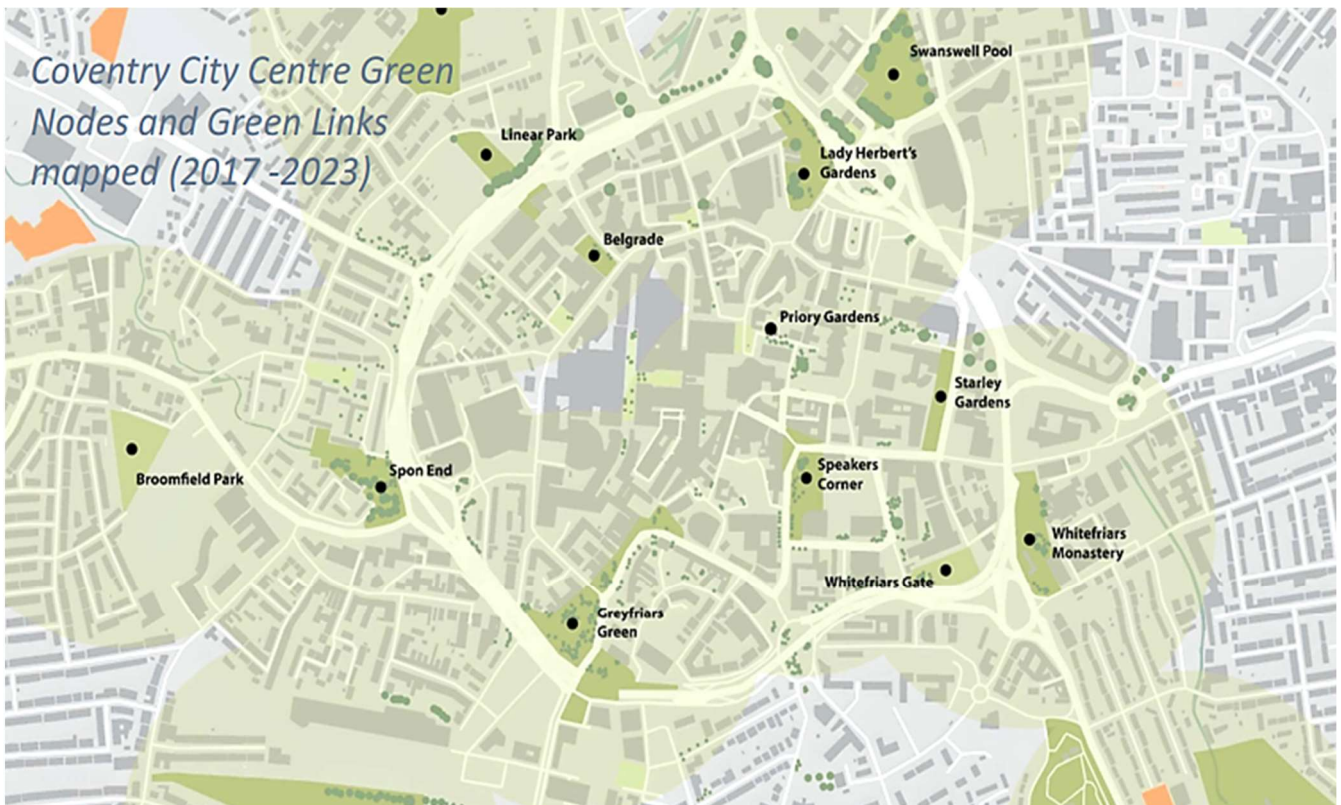 Coventry City Centre Green
Nodes and Green Links
mapped (2017 -2023)
Swanswell Pool
Linear Park
Lady Herbert's
Gardens
Belgrade
Priory Gardens
Starley
Gardens
Broomfield Park
Spon End
Speakers
Corner
Whitefriars
Monastery
Whitefriars Gate
Greyfriars
Green